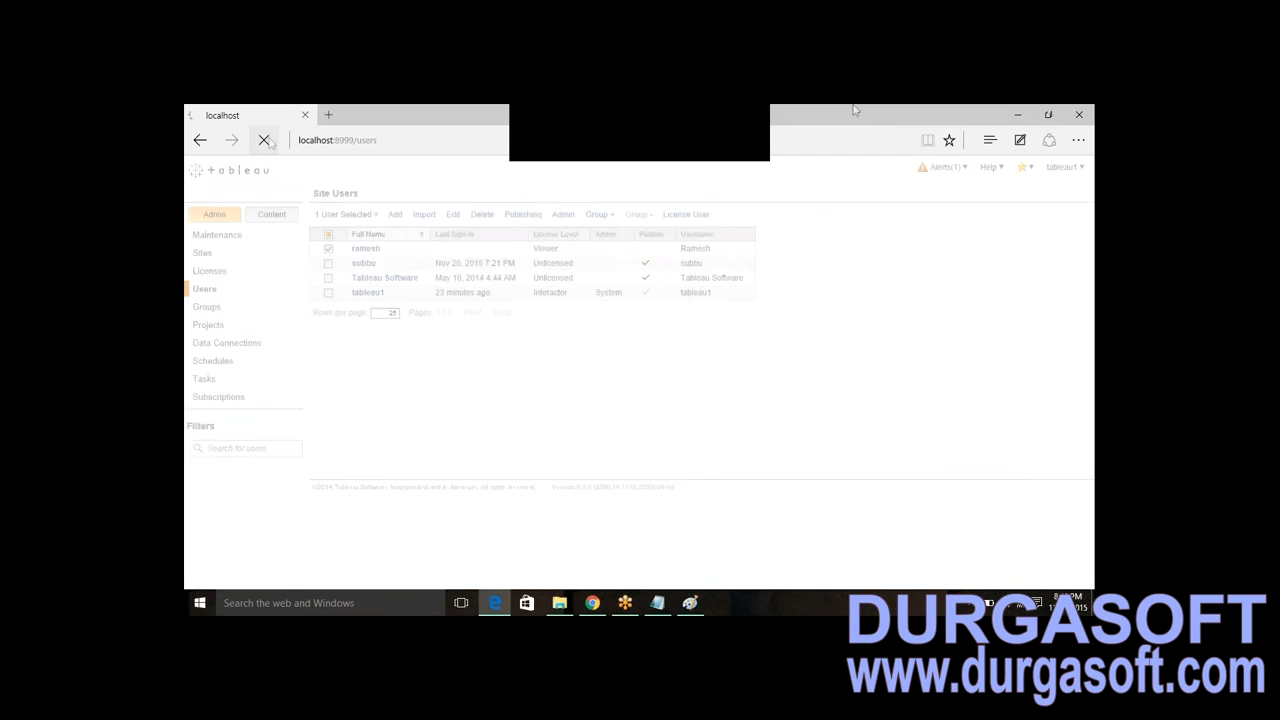 localhost
localhost:8999/users
tableau
Alerts(1) Help tableau1
Site Users
Admin Content
1 User Selected Add Import Edit Delete Publishing Admin Group + Group - License User
Full Name Last Sign In License Level Admin Publish Username
ramesh Viewer Ramesh
subbu Nov 20, 2015 7:21 PM Unlicensed subbu
Tableau Software May 10, 2014 4:44 AM Unlicensed Tableau Software
tableau1 23 minutes ago Interactor System tableau1
Rows per page: 25 Page:
Maintenance
Sites
Licenses
Users
Groups
Projects
Data Connections
Schedules
Tasks
Subscriptions
Filters
Search for users
Search the web and Windows
DURGASOFT
www.durgasoft.com